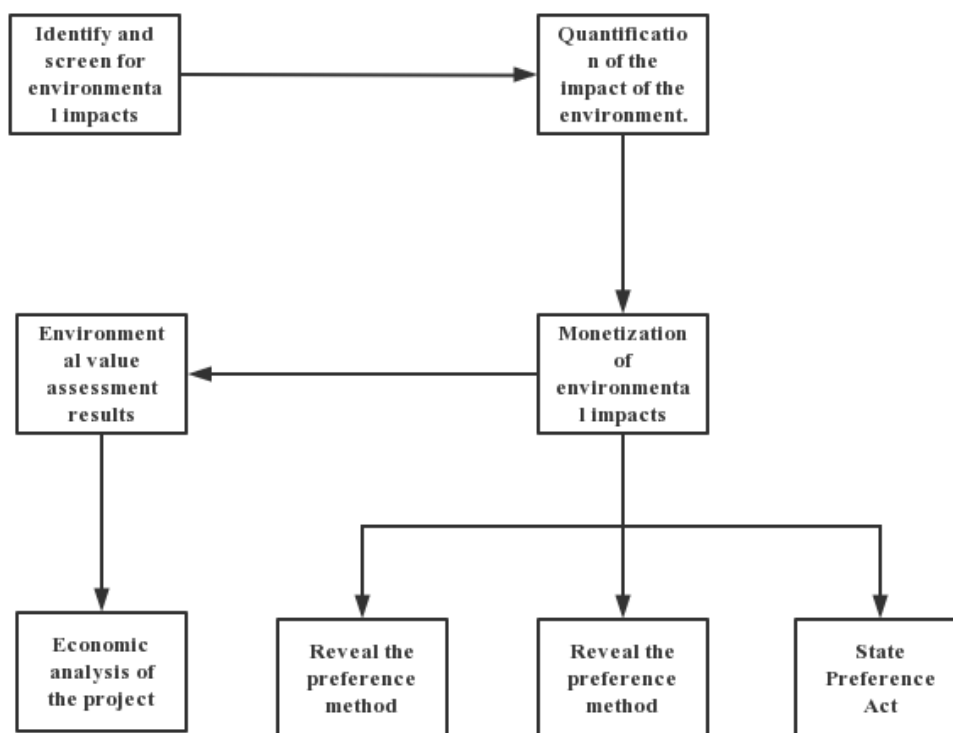 Identify and
screen for
environmenta
l impacts
Quantificatio
n of the
impact of the
environment.
Environment
al value
assessment
results
Monetization
of
environmenta
l impacts
Economic
analysis of
the project
Reveal the
preference
method
Reveal the
preference
method
State
Preference
Act